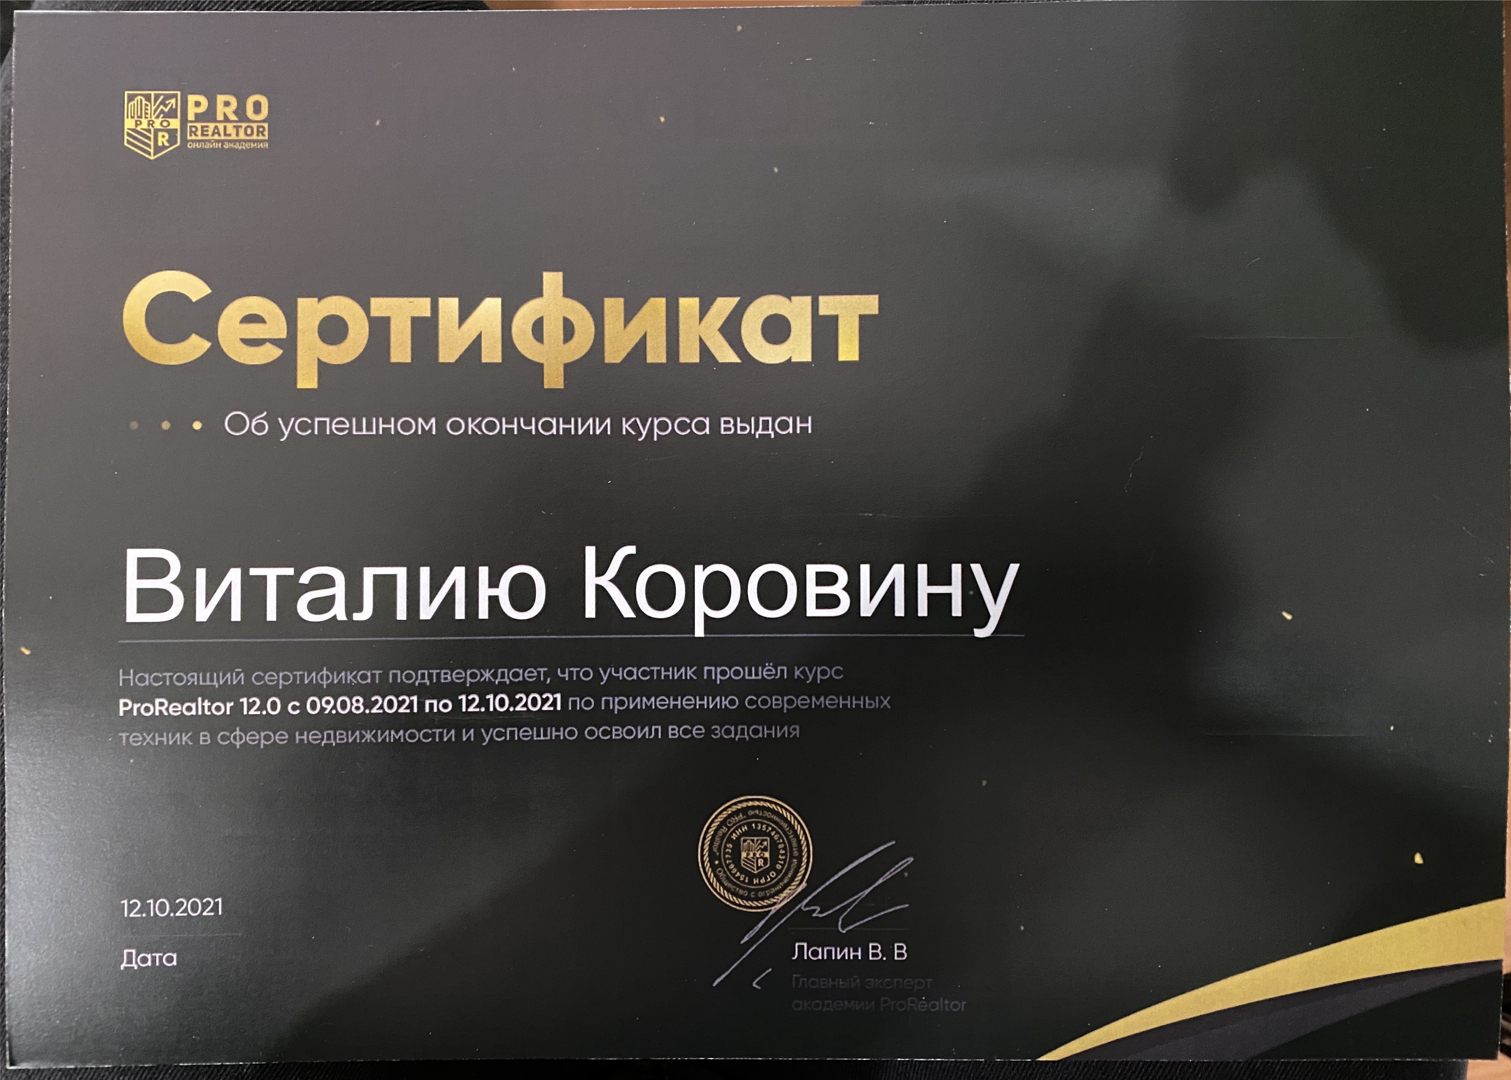 PRO
REALTOR
онлайн академия
PRO
R
Сертификат
Об успешном окончании курса выдан
Виталию Коровину
Настоящий сертификат подтверждает, что участник прошёл курс
ProRealtor 12.0 с 09.08.2021 по 12.10.2021 по применению современных
техник в сфере недвижимости и успешно освоил все задания
PRO
R
12.10.2021
Дата
Лапин В. В
Главный эксперт
академии ProRealtor